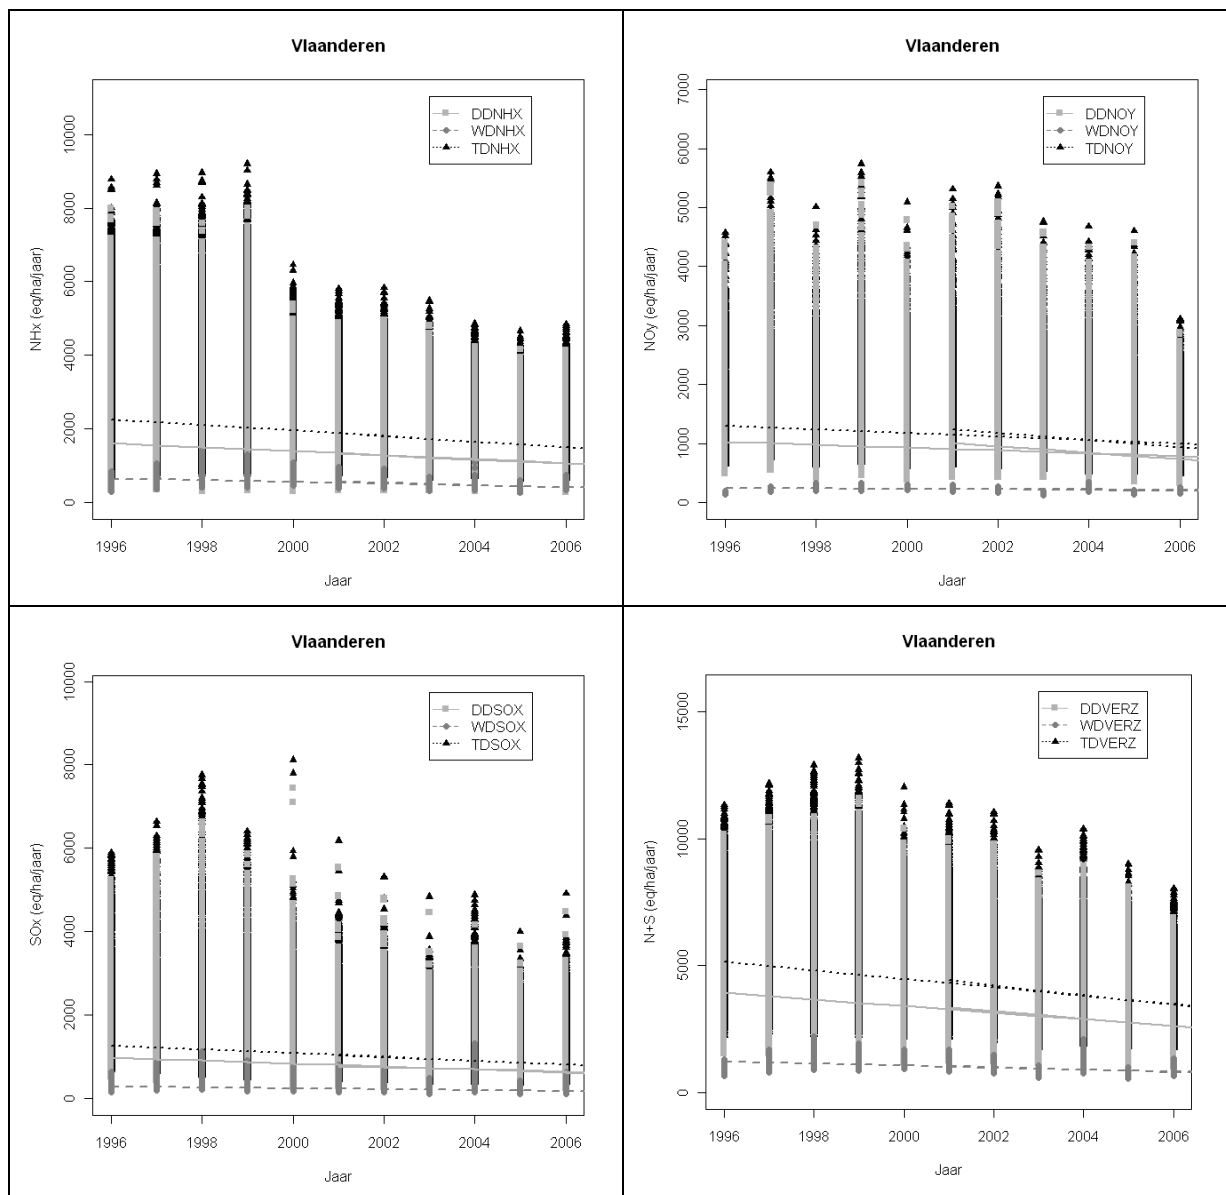 Vlaanderen
NHx (eq/ha/jaar)
10000
8000
6000
4000
2000
0
DDNHX
WDNHX
TDNHX
1996 1998 2000 2002 2004 2006
Jaar
Vlaanderen
NOy (eq/ha/jaar)
7000
6000
5000
4000
3000
2000
1000
0
DDNOY
WDNOY
TDNOY
1996 1998 2000 2002 2004 2006
Jaar
Vlaanderen
SOx (eq/ha/jaar)
10000
8000
6000
4000
2000
0
DDSOX
WDSOX
TDSOX
1996 1998 2000 2002 2004 2006
Jaar
Vlaanderen
N+S (eq/ha/jaar)
15000
10000
5000
0
DDVERZ
WDVERZ
TDVERZ
1996 1998 2000 2002 2004 2006
Jaar